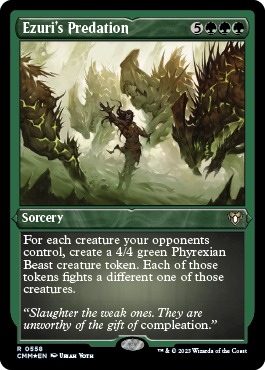 Ezuri's Predation 5
Sorcery
For each creature your opponents
control, create a 4/4 green Phyrexian
Beast creature token. Each of those
tokens fights a different one of those
creatures.
"Slaughter the weak ones. They are
unworthy of the gift of compleation."
R 0558
CMM★EN Uriah Voth
™ & © 2023 Wizards of the Coast